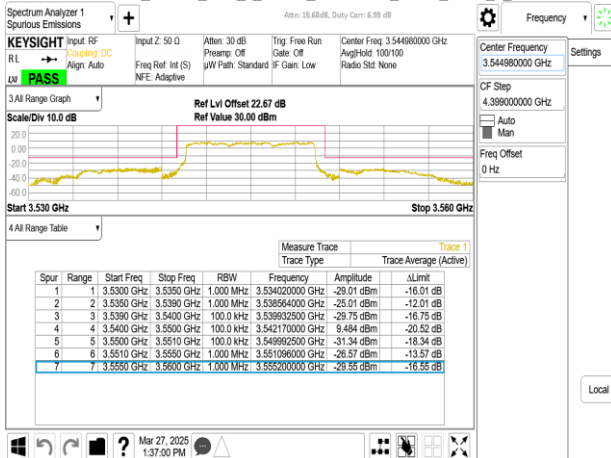 Spectrum Analyzer 1
Spurious Emissions
Attn: 15.68dB, Duty Corr: 6.99 dB
Frequency
KEYSIGHT Input: RF Input Z: 50 Ω Atten: 30 dB Trig: Free Run Center Freq: 3.544980000 GHz
Coupling: DC Preamp: Off Gate: Off Avg|Hold: 100/100
RL Align: Auto Freq Ref: Int (S) µW Path: Standard IF Gain: Low Radio Std: None
NFE: Adaptive
LXI PASS
Center Frequency
3.544980000 GHz
Settings
CF Step
4.399000000 GHz
Auto
Man
Freq Offset
0 Hz
3 All Range Graph
Ref Lvl Offset 22.67 dB
Scale/Div 10.0 dB Ref Value 30.00 dBm
20.0
0.00
-20.0
-40.0
-60.0
Start 3.530 GHz Stop 3.560 GHz
4 All Range Table
Measure Trace Trace 1
Trace Type Trace Average (Active)
Spur Range Start Freq Stop Freq RBW Frequency Amplitude ΔLimit
1 1 3.5300 GHz 3.5350 GHz 1.000 MHz 3.534020000 GHz -29.01 dBm -16.01 dB
2 2 3.5350 GHz 3.5390 GHz 1.000 MHz 3.538564000 GHz -25.01 dBm -12.01 dB
3 3 3.5390 GHz 3.5400 GHz 100.0 kHz 3.539932500 GHz -29.75 dBm -16.75 dB
4 4 3.5400 GHz 3.5500 GHz 100.0 kHz 3.542170000 GHz 9.484 dBm -20.52 dB
5 5 3.5500 GHz 3.5510 GHz 100.0 kHz 3.549992500 GHz -31.34 dBm -18.34 dB
6 6 3.5510 GHz 3.5550 GHz 1.000 MHz 3.551096000 GHz -26.57 dBm -13.57 dB
7 7 3.5550 GHz 3.5600 GHz 1.000 MHz 3.555200000 GHz -29.55 dBm -16.55 dB
Local
Mar 27, 2025
1:37:00 PM